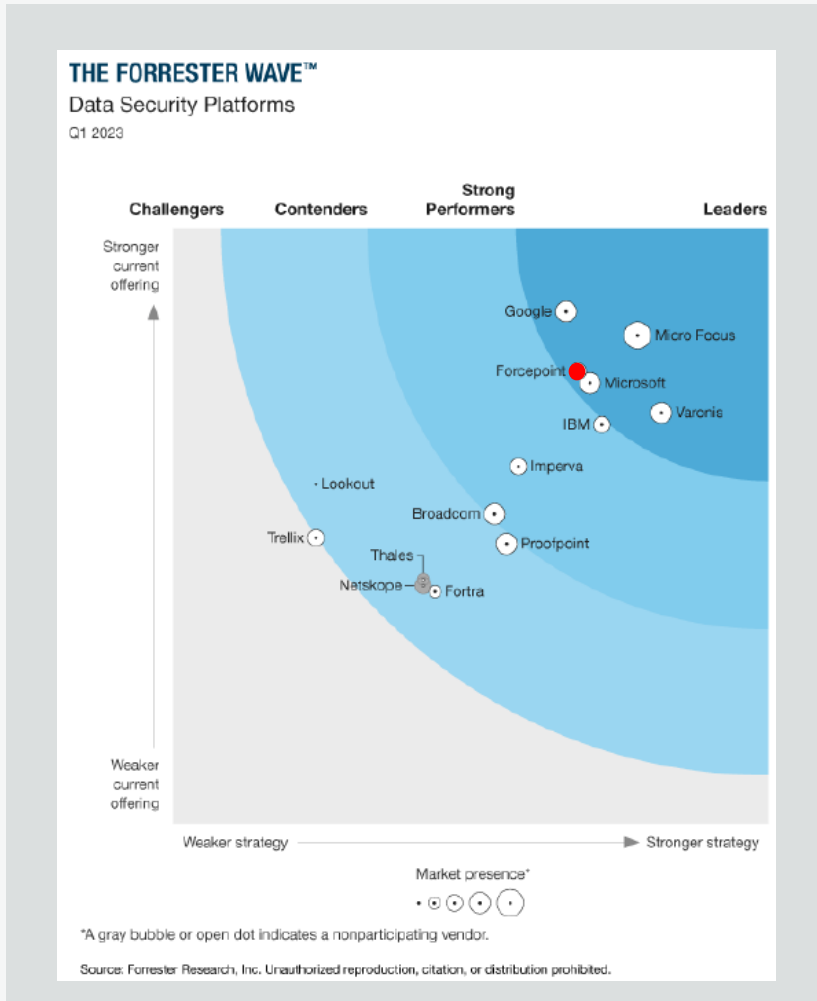 THE FORRESTER WAVE™
Data Security Platforms
Q1 2023
Challengers
Contenders
Strong
Performers
Leaders
Stronger
current
offering
Google
Micro Focus
Forcepoint
Microsoft
Varonis
IBM
Imperva
Lookout
Broadcom
Trellix
Proofpoint
Thales
Netskope
Fortra
Weaker
current
offering
Weaker strategy
Stronger strategy
Market presence*
*A gray bubble or open dot indicates a nonparticipating vendor.
Source: Forrester Research, Inc. Unauthorized reproduction, citation, or distribution prohibited.